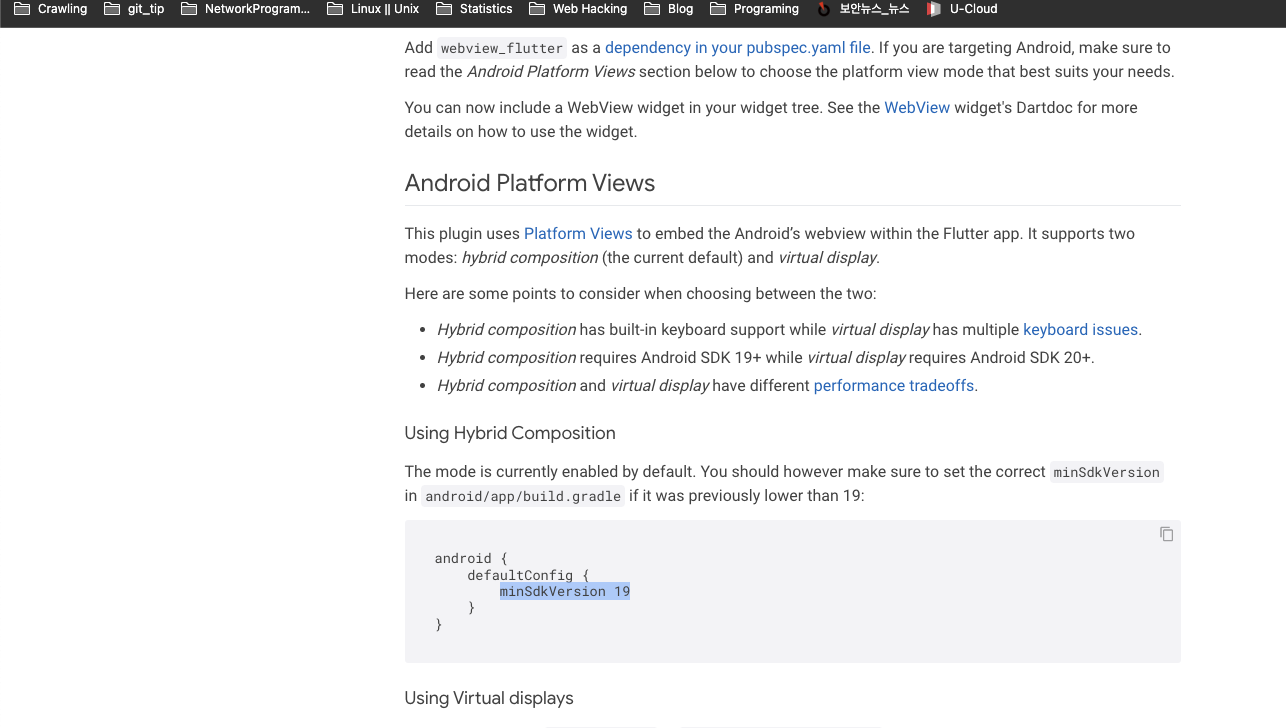 Crawling git_tip NetworkProgram... Linux || Unix Statistics Web Hacking Blog Programing 보안뉴스_뉴스 U-Cloud
Add webview_flutter as a dependency in your pubspec.yaml file. If you are targeting Android, make sure to
read the Android Platform Views section below to choose the platform view mode that best suits your needs.
You can now include a WebView widget in your widget tree. See the WebView widget's Dartdoc for more
details on how to use the widget.
Android Platform Views
This plugin uses Platform Views to embed the Android’s webview within the Flutter app. It supports two
modes: hybrid composition (the current default) and virtual display.
Here are some points to consider when choosing between the two:
• Hybrid composition has built-in keyboard support while virtual display has multiple keyboard issues.
• Hybrid composition requires Android SDK 19+ while virtual display requires Android SDK 20+.
• Hybrid composition and virtual display have different performance tradeoffs.
Using Hybrid Composition
The mode is currently enabled by default. You should however make sure to set the correct minSdkVersion
in android/app/build.gradle if it was previously lower than 19:
android {
defaultConfig {
minSdkVersion 19
}
}
Using Virtual displays